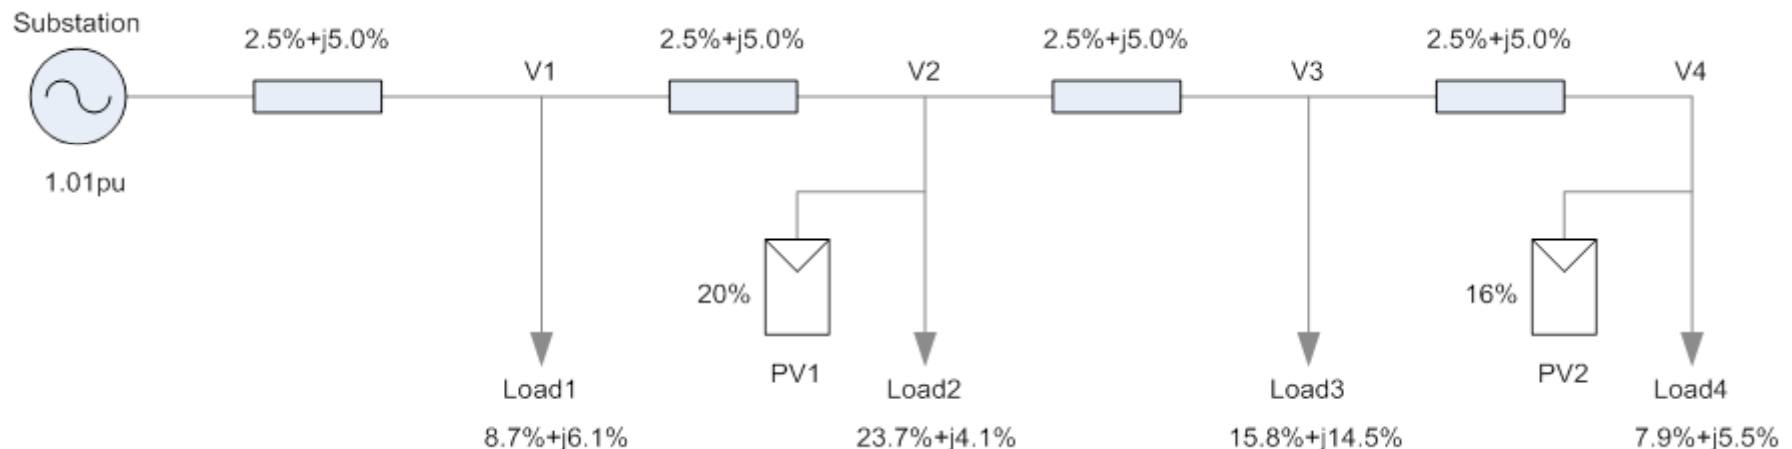 Substation
2.5%+j5.0%
2.5%+j5.0%
2.5%+j5.0%
2.5%+j5.0%
V1
V2
V3
V4
1.01pu
20%
16%
PV1
PV2
Load1
Load2
Load3
Load4
8.7%+j6.1%
23.7%+j4.1%
15.8%+j14.5%
7.9%+j5.5%